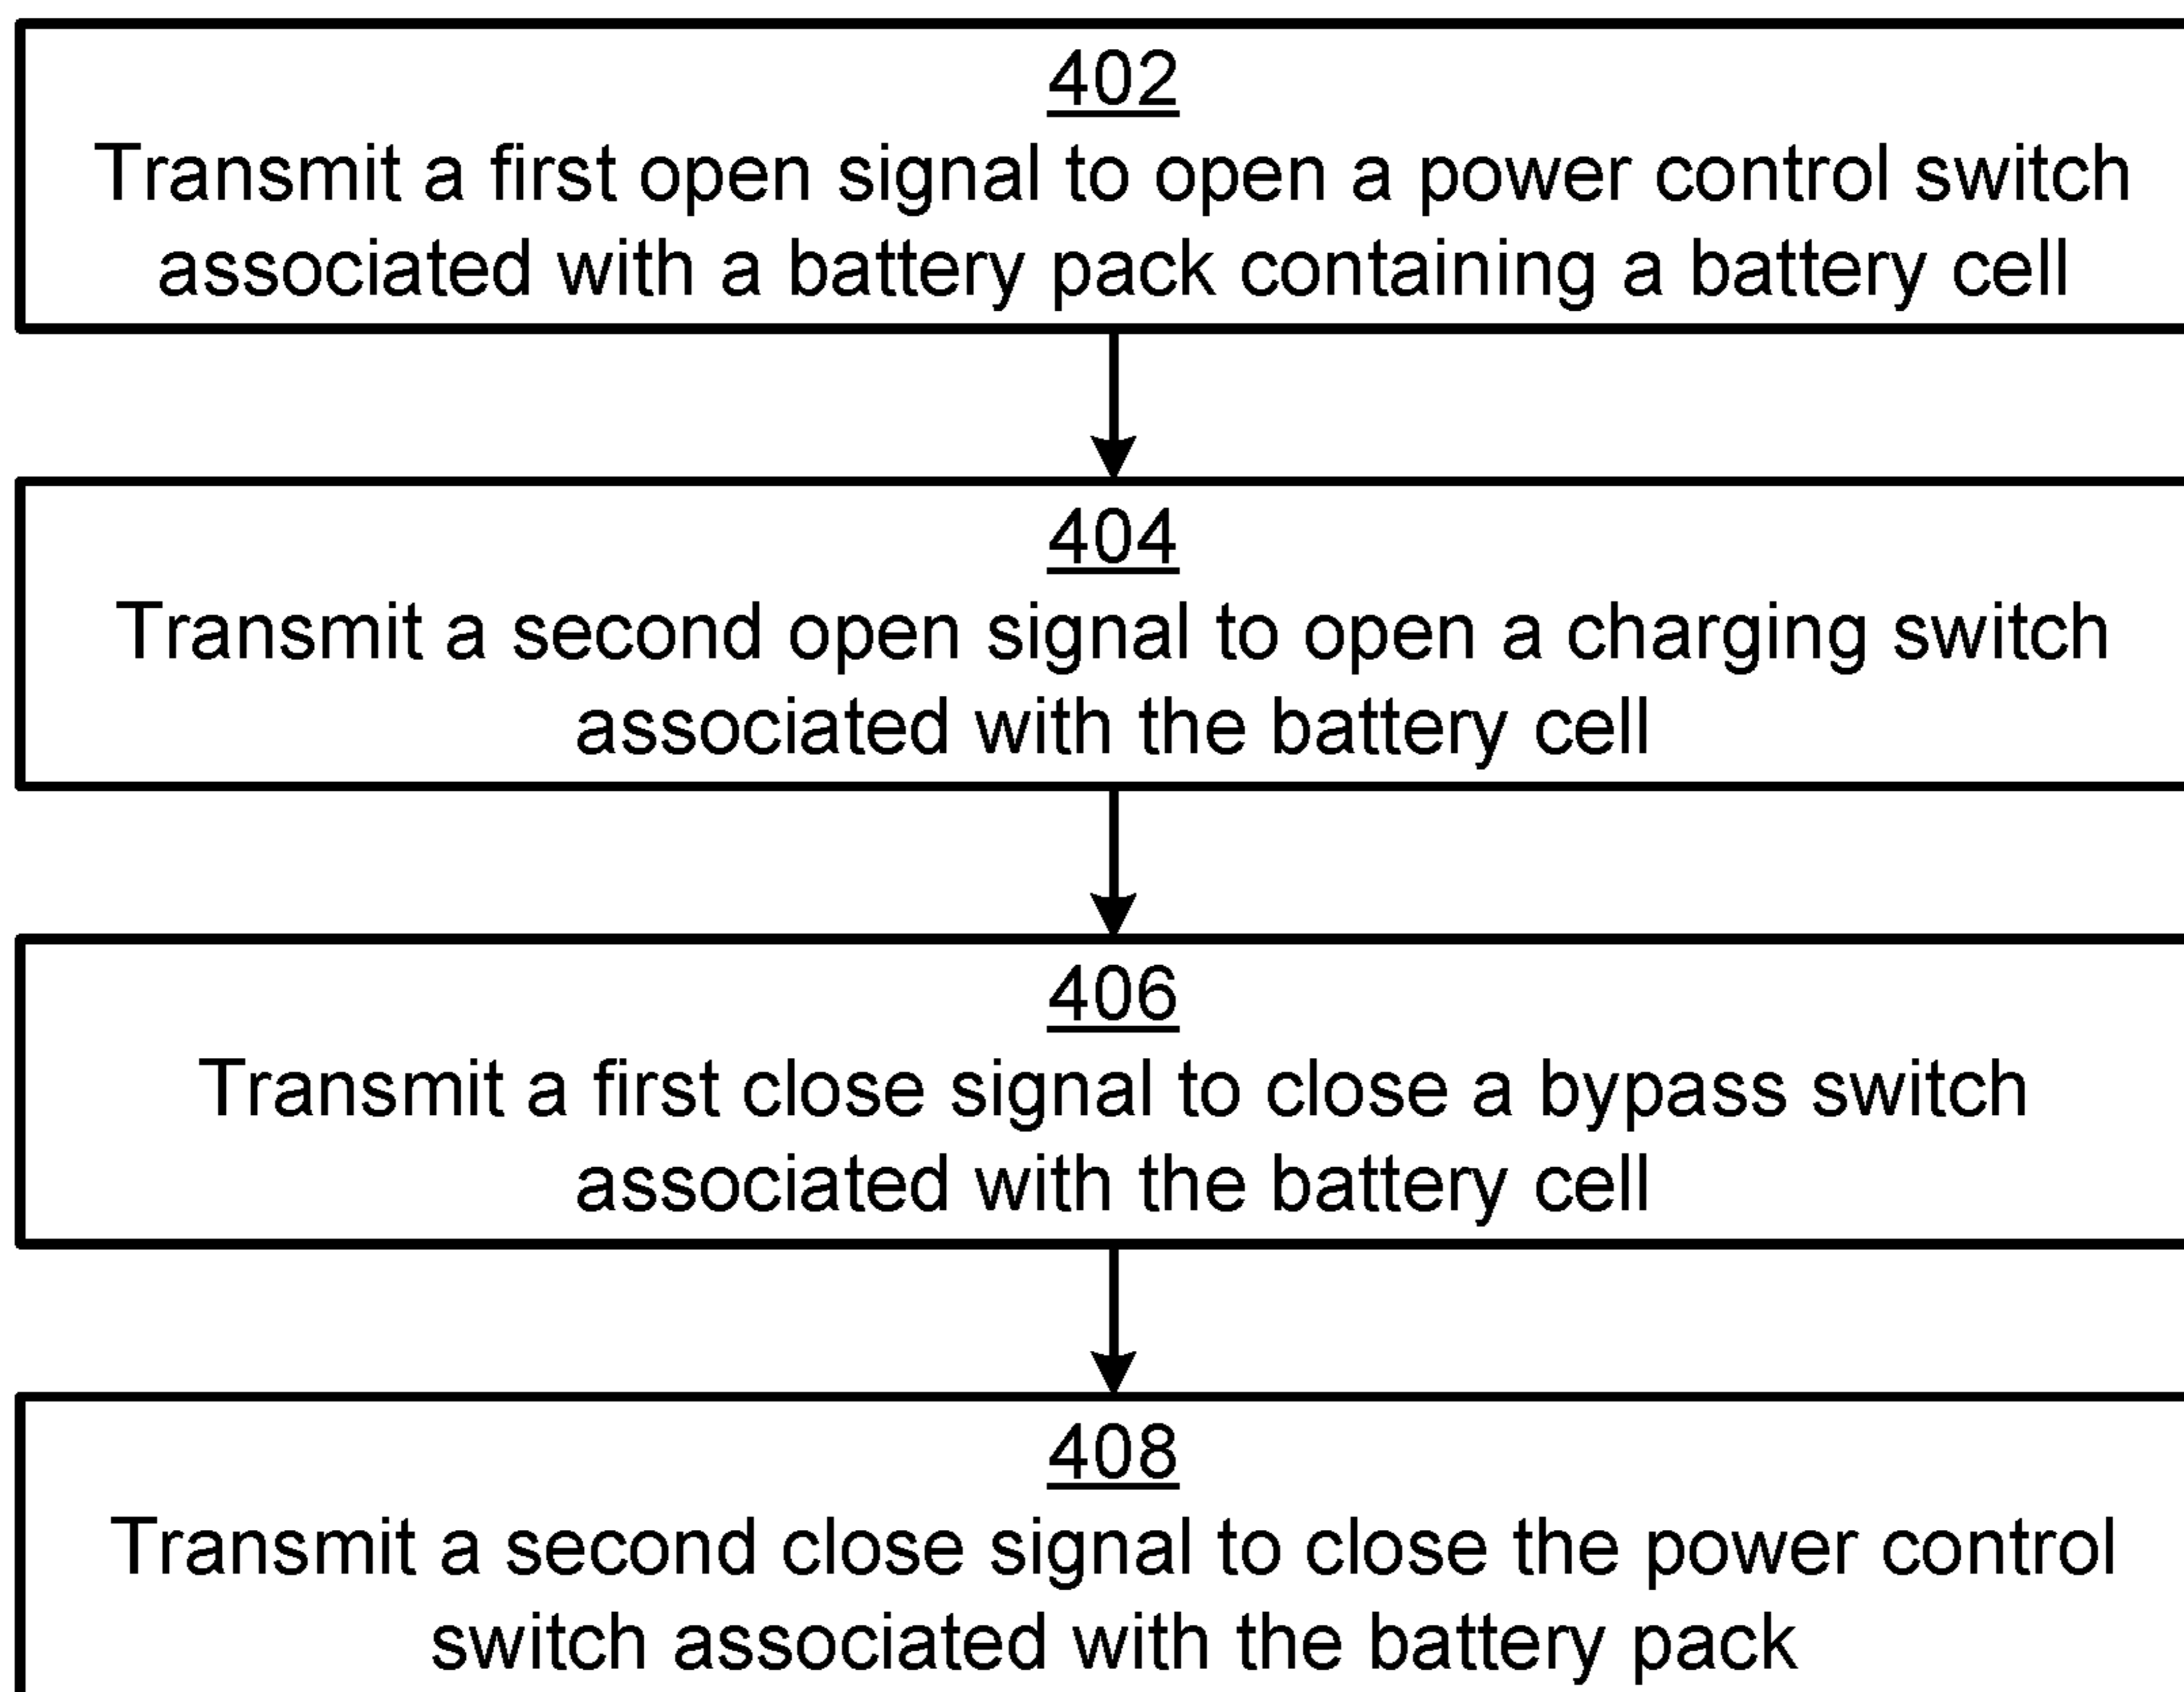 402
Transmit a first open signal to open a power control switch
associated with a battery pack containing a battery cell
404
Transmit a second open signal to open a charging switch
associated with the battery cell
406
Transmit a first close signal to close a bypass switch
associated with the battery cell
408
Transmit a second close signal to close the power control
switch associated with the battery pack